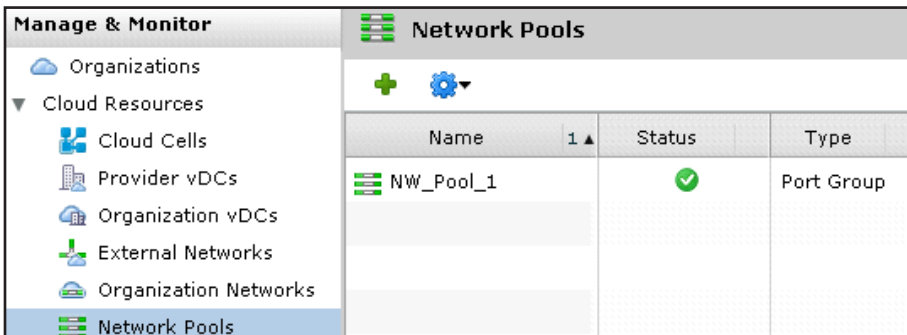 Manage & Monitor
Organizations
Cloud Resources
Cloud Cells
Provider vDCs
Organization vDCs
External Networks
Organization Networks
Network Pools
Network Pools
Name 1 Status Type
NW_Pool_1 Port Group